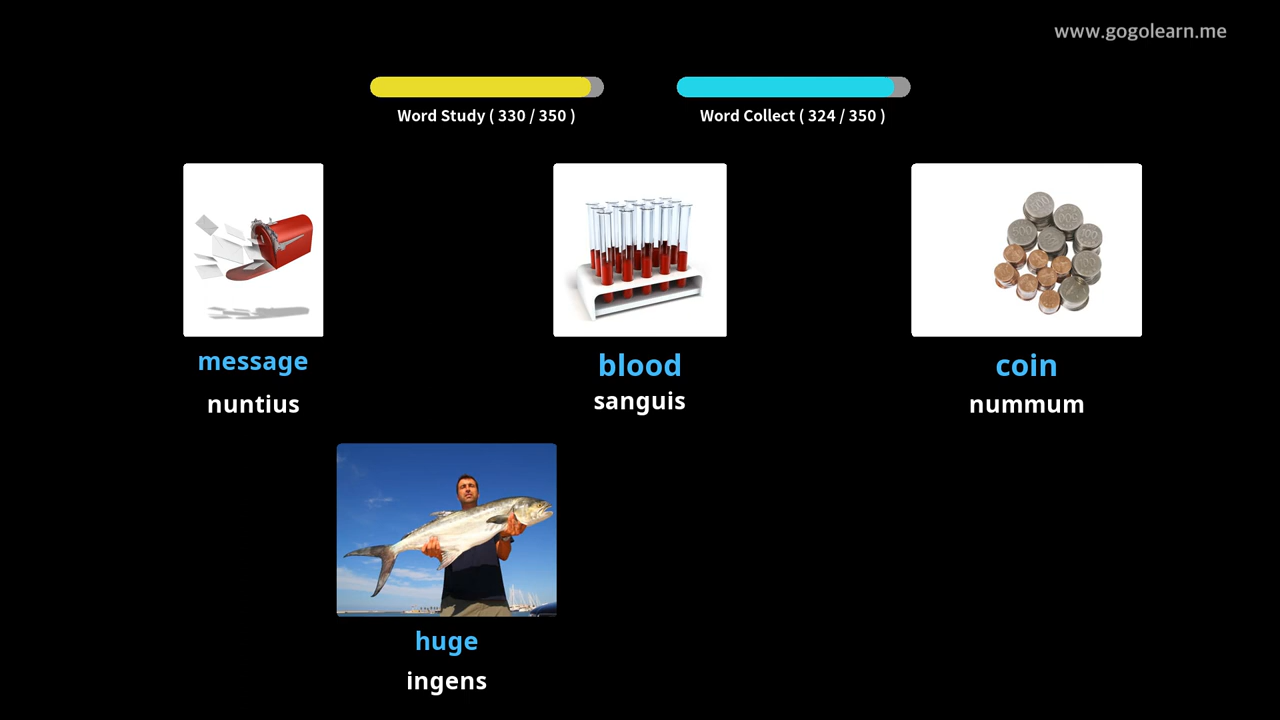 www.gogolearn.me
Word Study ( 330 / 350 )
Word Collect ( 324 / 350 )
message
nuntius
blood
sanguis
coin
nummum
huge
ingens